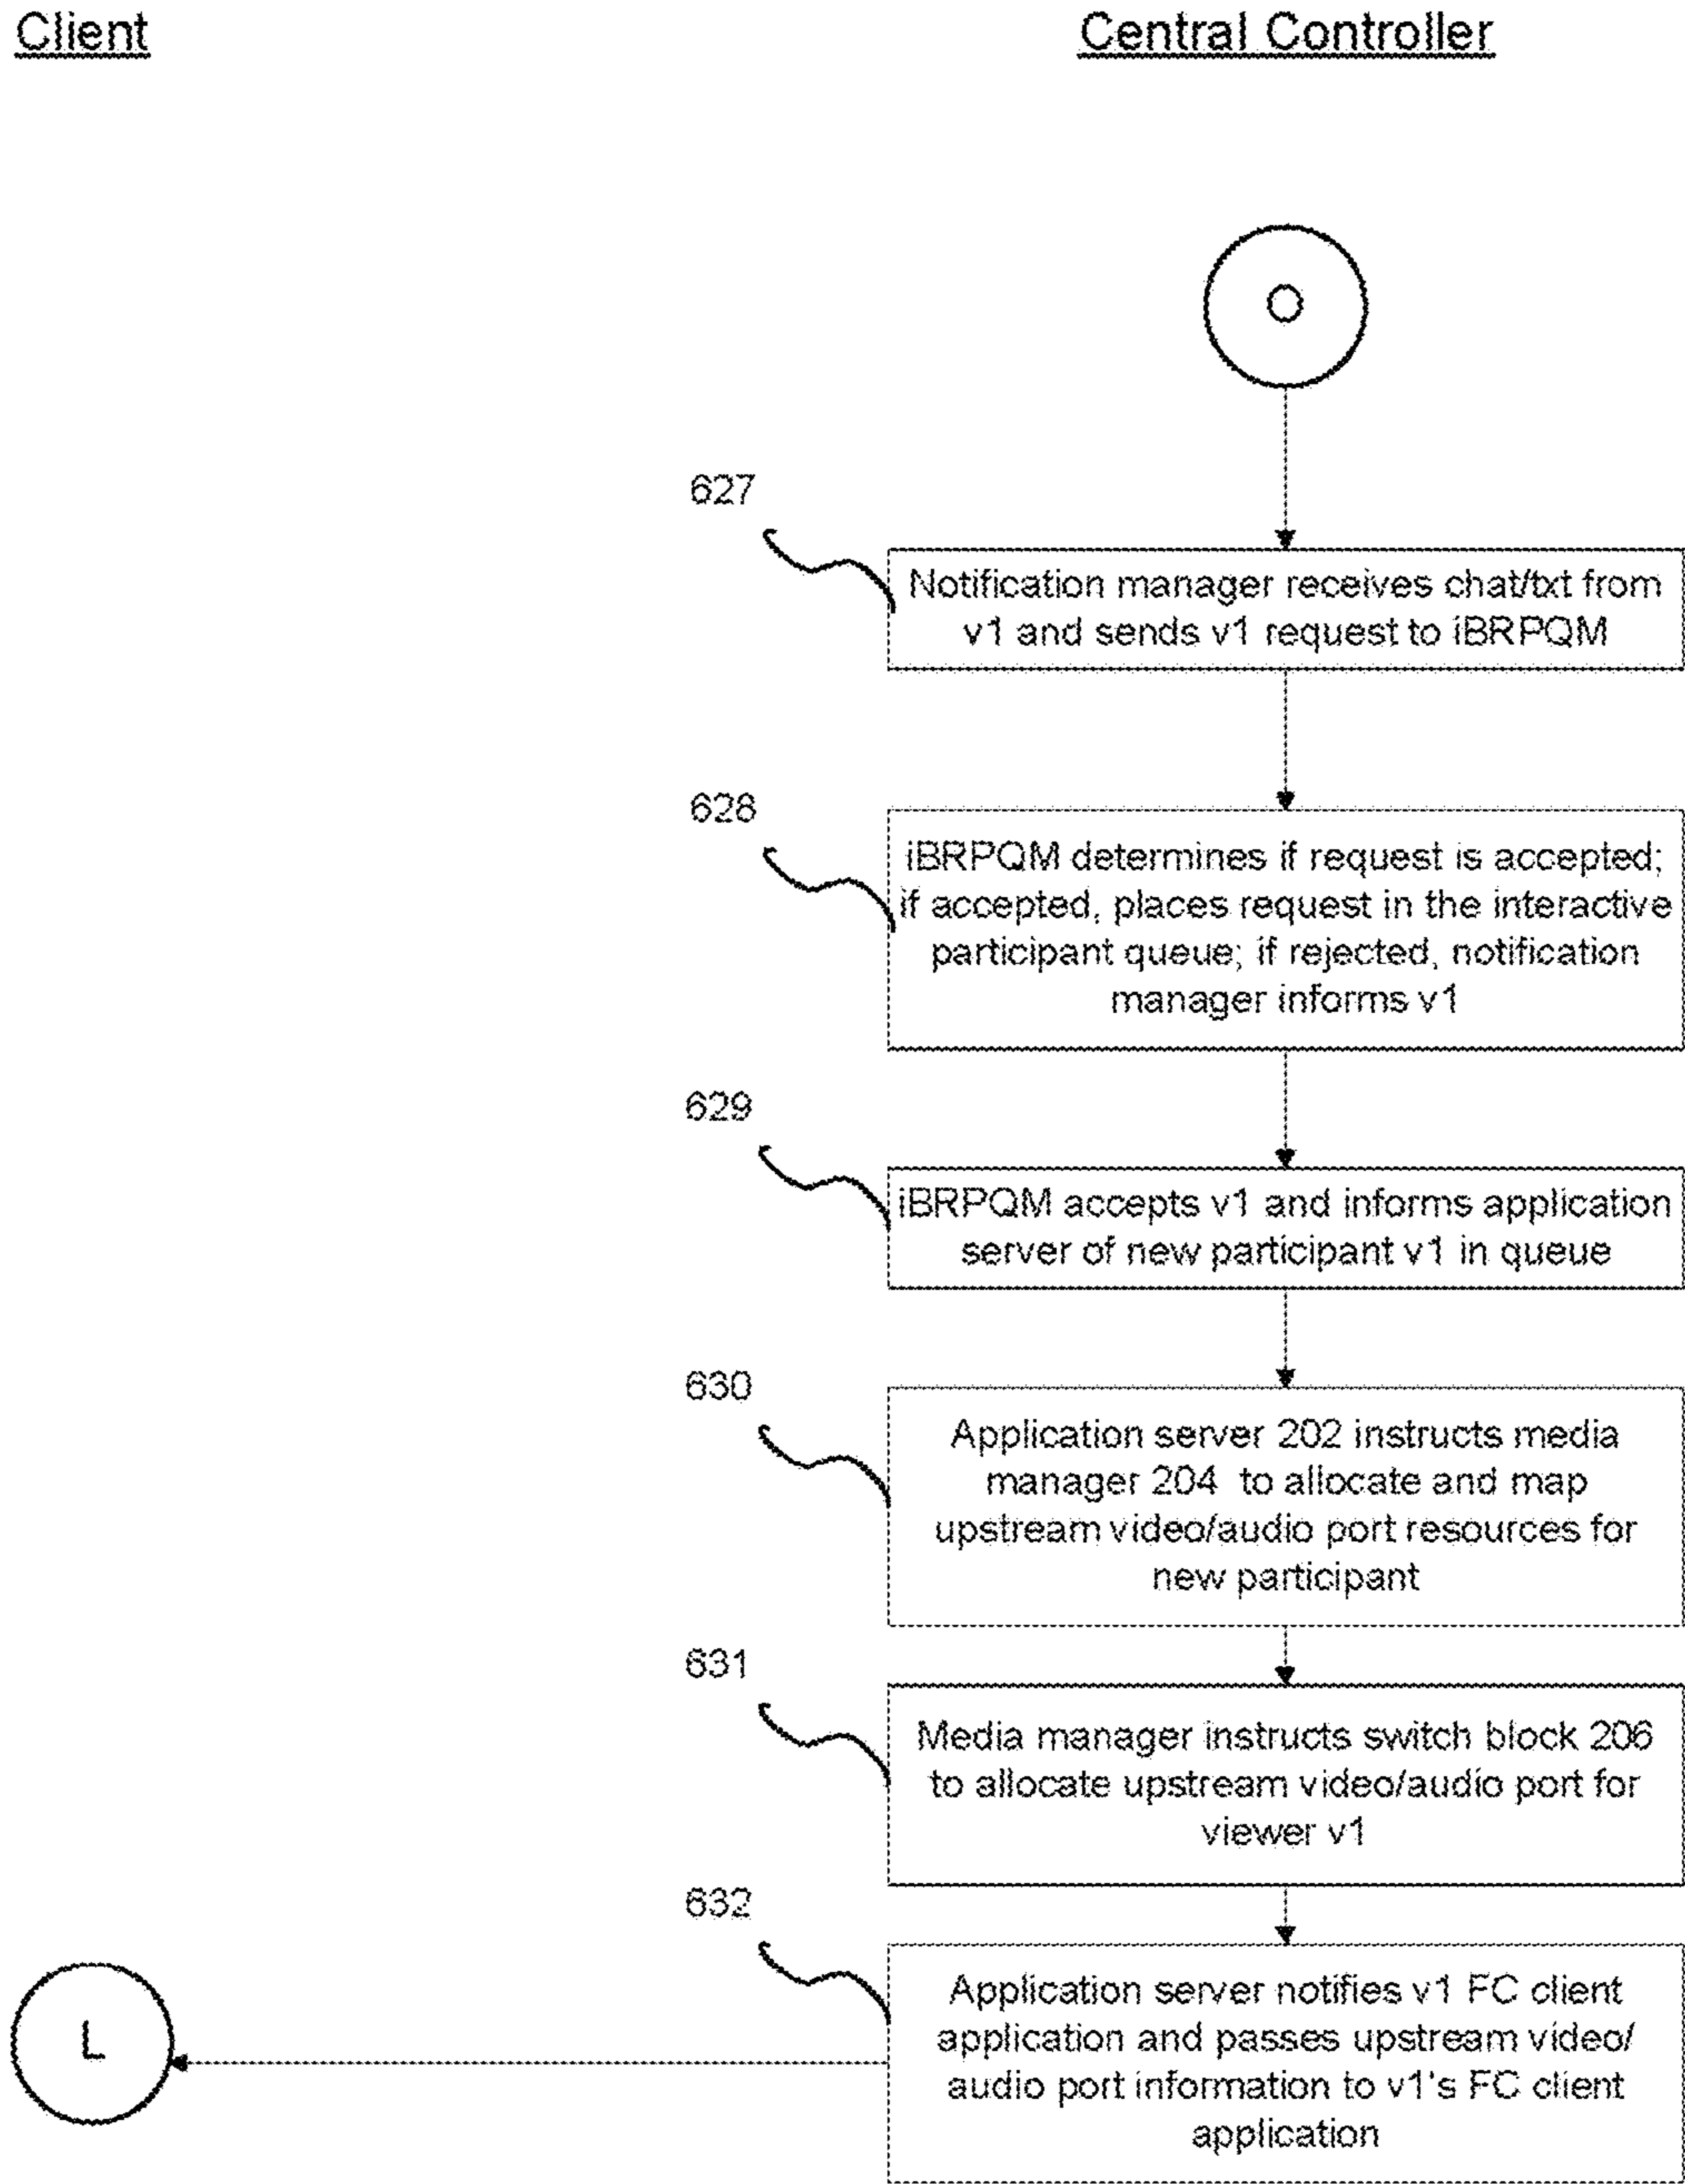 Client
Central Controller
O
627
Notification manager receives chat/txt from
v1 and sends v1 request to iBRPQM
628
iBRPQM determines if request is accepted;
if accepted, places request in the interactive
participant queue; if rejected, notification
manager informs v1
629
iBRPQM accepts v1 and informs application
server of new participant v1 in queue
630
Application server 202 instructs media
manager 204 to allocate and map
upstream video/audio port resources for
new participant
631
Media manager instructs switch block 206
to allocate upstream video/audio port for
viewer v1
632
Application server notifies v1 FC client
application and passes upstream video/
audio port information to v1's FC client
application
L